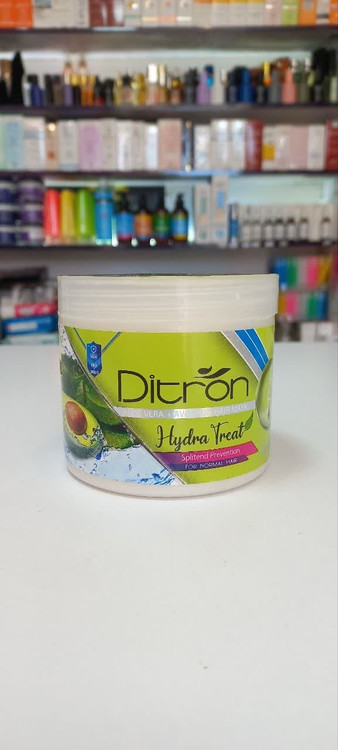 Ditron
Hydra Treat
Splitend Prevention
FOR NORMAL HAIR